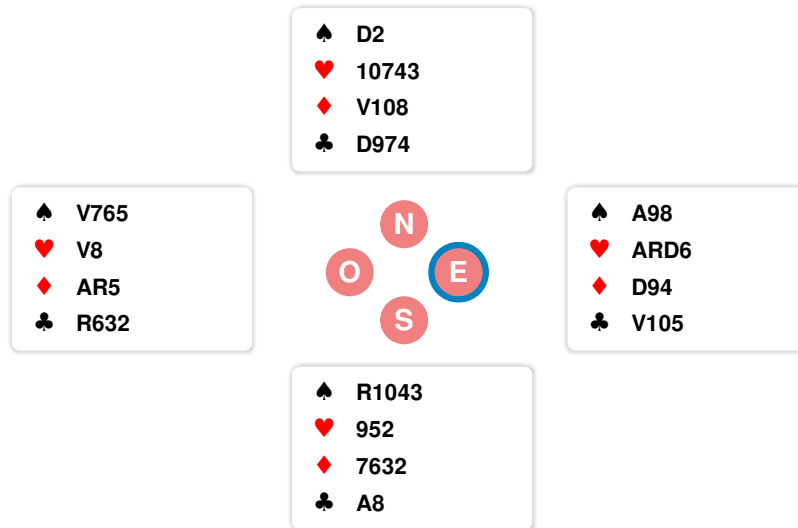 ♠ D2
♥ 10743
♦ V108
♣ D974
♠ V765
♥ V8
♦ AR5
♣ R632
N
O
E
S
♠ A98
♥ ARD6
♦ D94
♣ V105
♠ R1043
♥ 952
♦ 7632
♣ A8